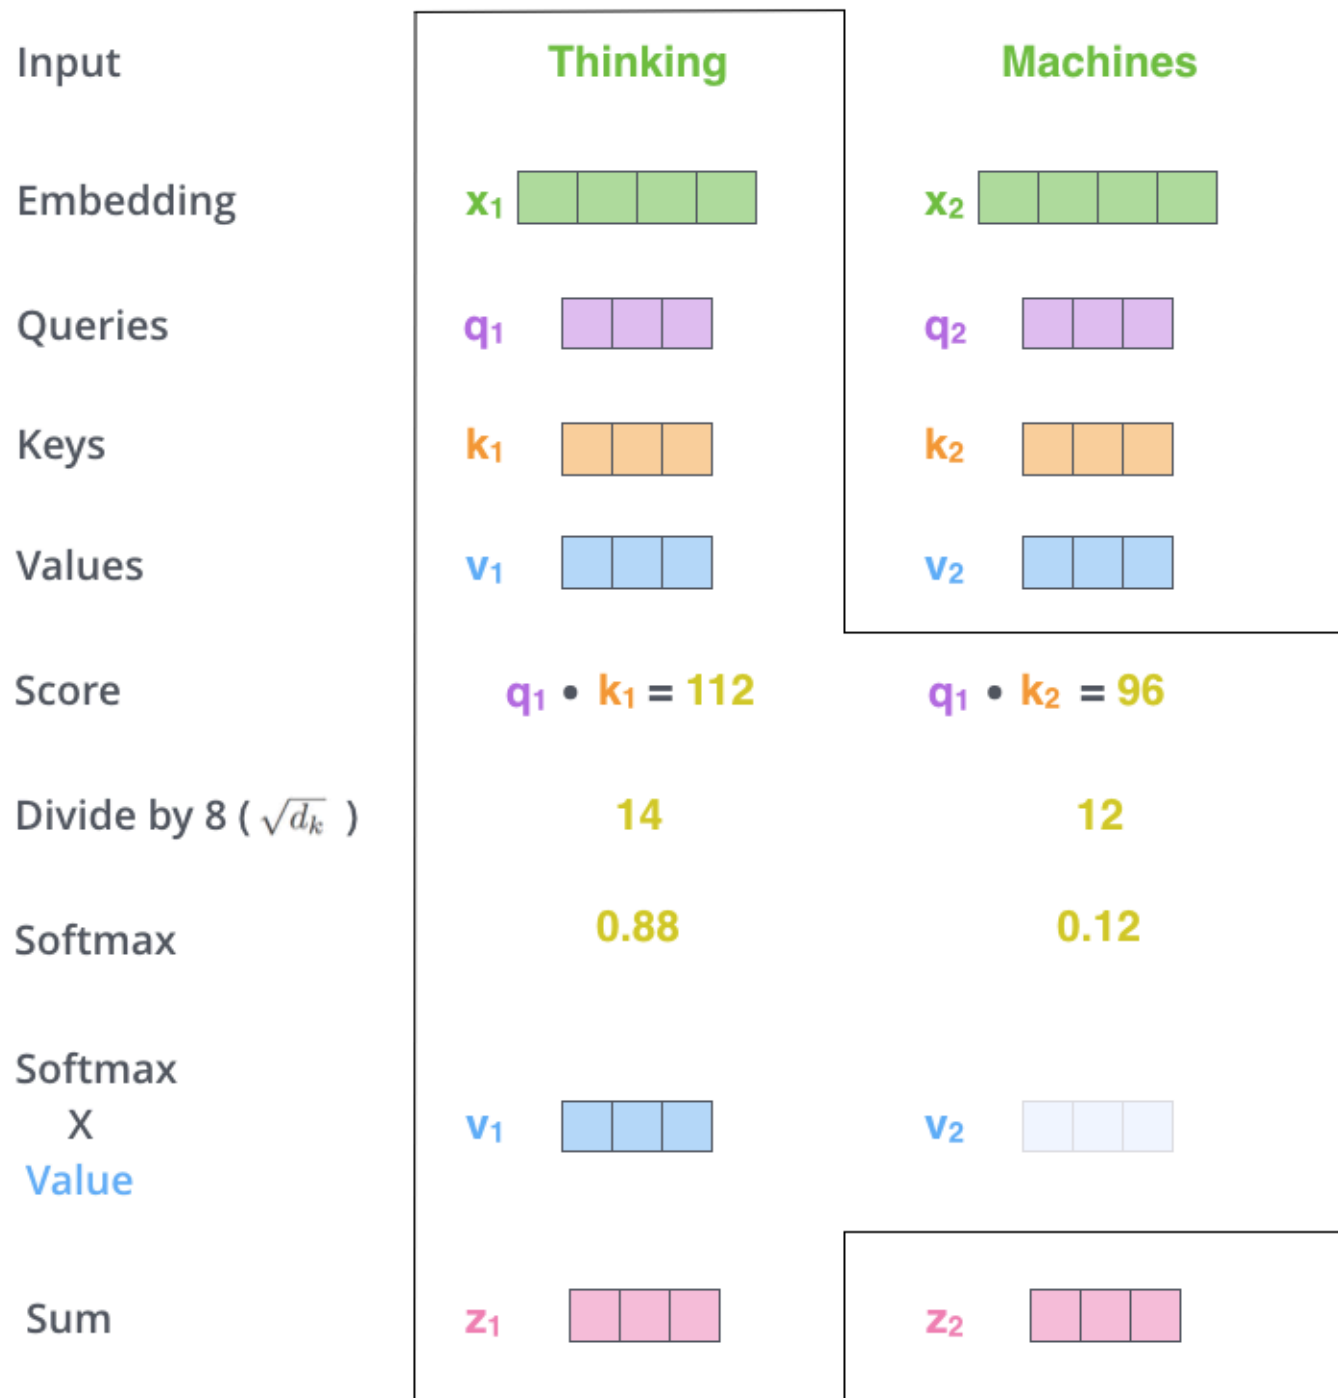 Input Thinking Machines
Embedding x₁ x₂
Queries q₁ q₂
Keys k₁ k₂
Values v₁ v₂
Score q₁ • k₁ = 112 q₁ • k₂ = 96
Divide by 8 ( √dₖ ) 14 12
Softmax 0.88 0.12
Softmax
X v₁ v₂
Value
Sum z₁ z₂